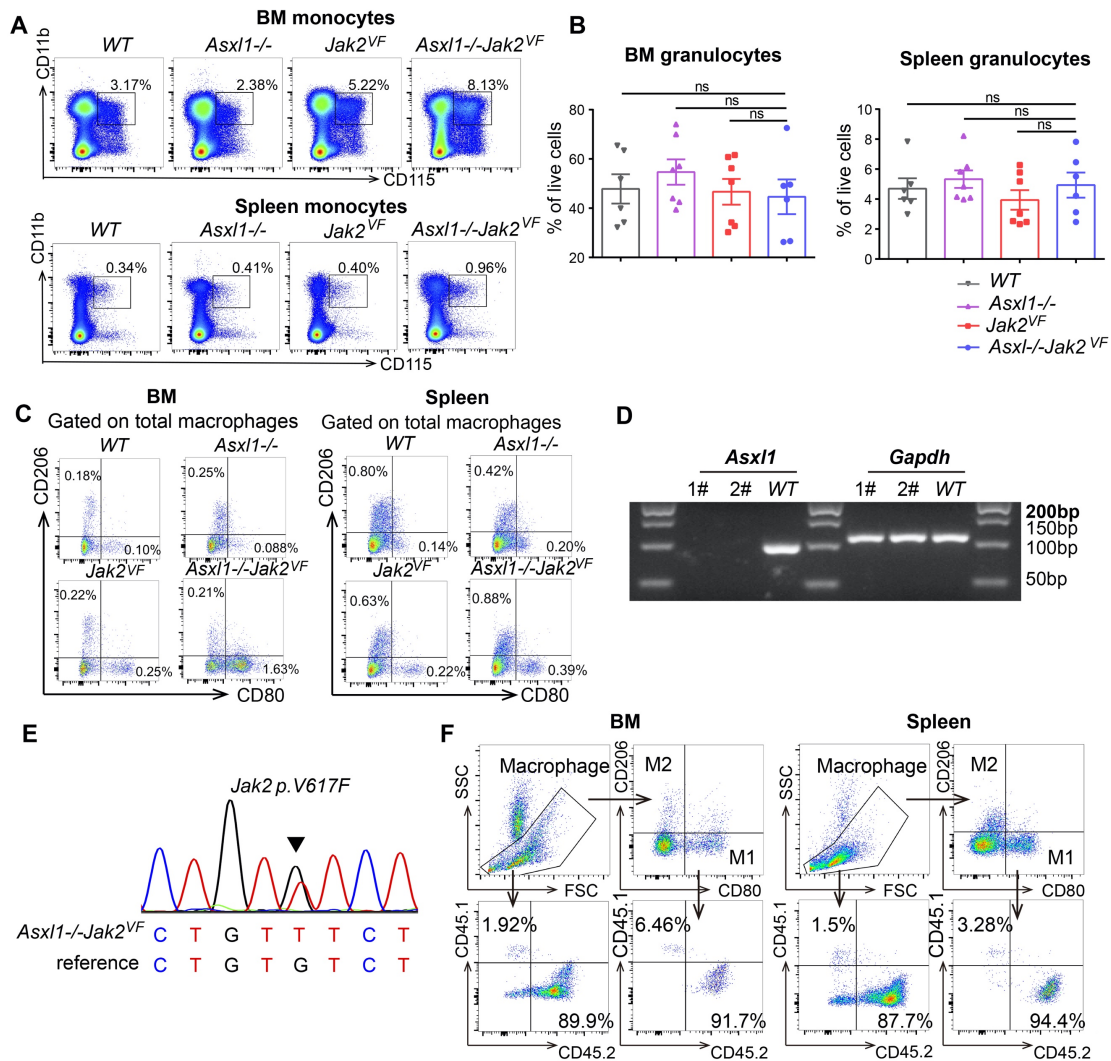 A
BM monocytes
WT Asxl1-/- Jak2VF Asxl1-/-Jak2VF
CD11b
3.17% 2.38% 5.22% 8.13%
CD115
Spleen monocytes
WT Asxl1-/- Jak2VF Asxl1-/-Jak2VF
CD11b
0.34% 0.41% 0.40% 0.96%
CD115
B
BM granulocytes
ns
ns
ns
% of live cells
80
60
40
20
Spleen granulocytes
ns
ns
ns
% of live cells
10
8
6
4
2
0
WT
Asxl1-/-
Jak2VF
Asxl-/-Jak2 VF
C
BM
Gated on total macrophages
WT Asxl1-/-
CD206
0.18% 0.25%
0.10% 0.088%
Jak2VF Asxl1-/-Jak2VF
0.22% 0.21%
0.25% 1.63%
CD80
Spleen
Gated on total macrophages
WT Asxl1-/-
CD206
0.80% 0.42%
0.14% 0.20%
Jak2VF Asxl1-/-Jak2VF
0.63% 0.88%
0.22% 0.39%
CD80
D
Asxl1 Gapdh
1# 2# WT 1# 2# WT
200bp
150bp
100bp
50bp
E
Jak2 p.V617F
Asxl1-/-Jak2VF C T G T T T C T
reference C T G T G T C T
F
BM
SSC
Macrophage
FSC
CD206
M2
M1
CD80
CD45.1
1.92%
89.9%
CD45.2
CD45.1
6.46%
91.7%
CD45.2
Spleen
SSC
Macrophage
FSC
CD206
M2
M1
CD80
CD45.1
1.5%
87.7%
CD45.2
CD45.1
3.28%
94.4%
CD45.2